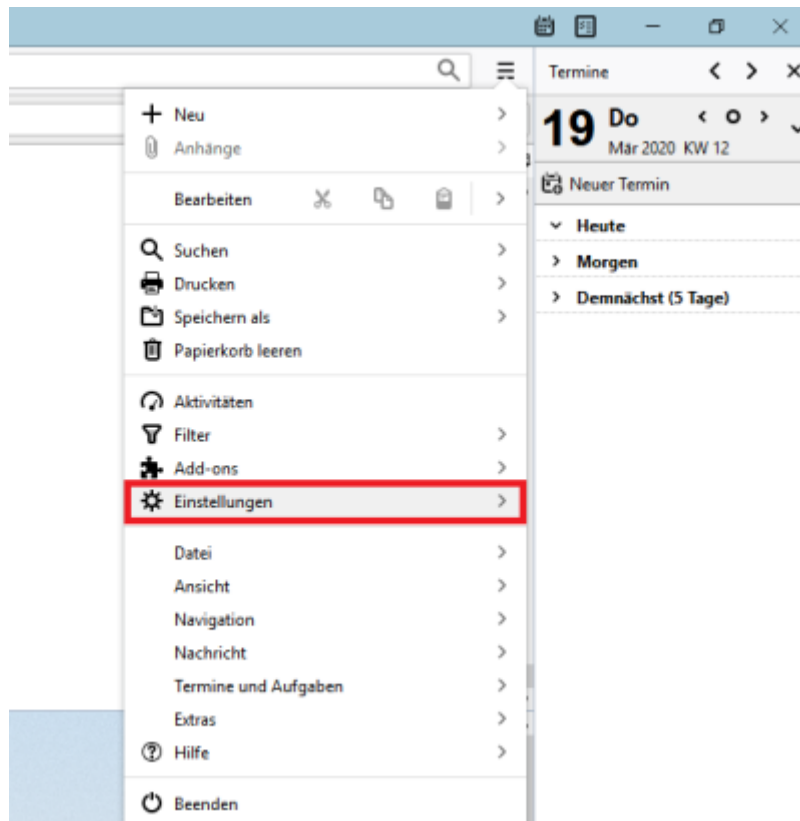 Neu
Anhänge
Bearbeiten
Suchen
Drucken
Speichern als
Papierkorb leeren
Aktivitäten
Filter
Add-ons
Einstellungen
Datei
Ansicht
Navigation
Nachricht
Termine und Aufgaben
Extras
Hilfe
Beenden
Termine
19 Do
Mär 2020 KW 12
Neuer Termin
Heute
Morgen
Demnächst (5 Tage)